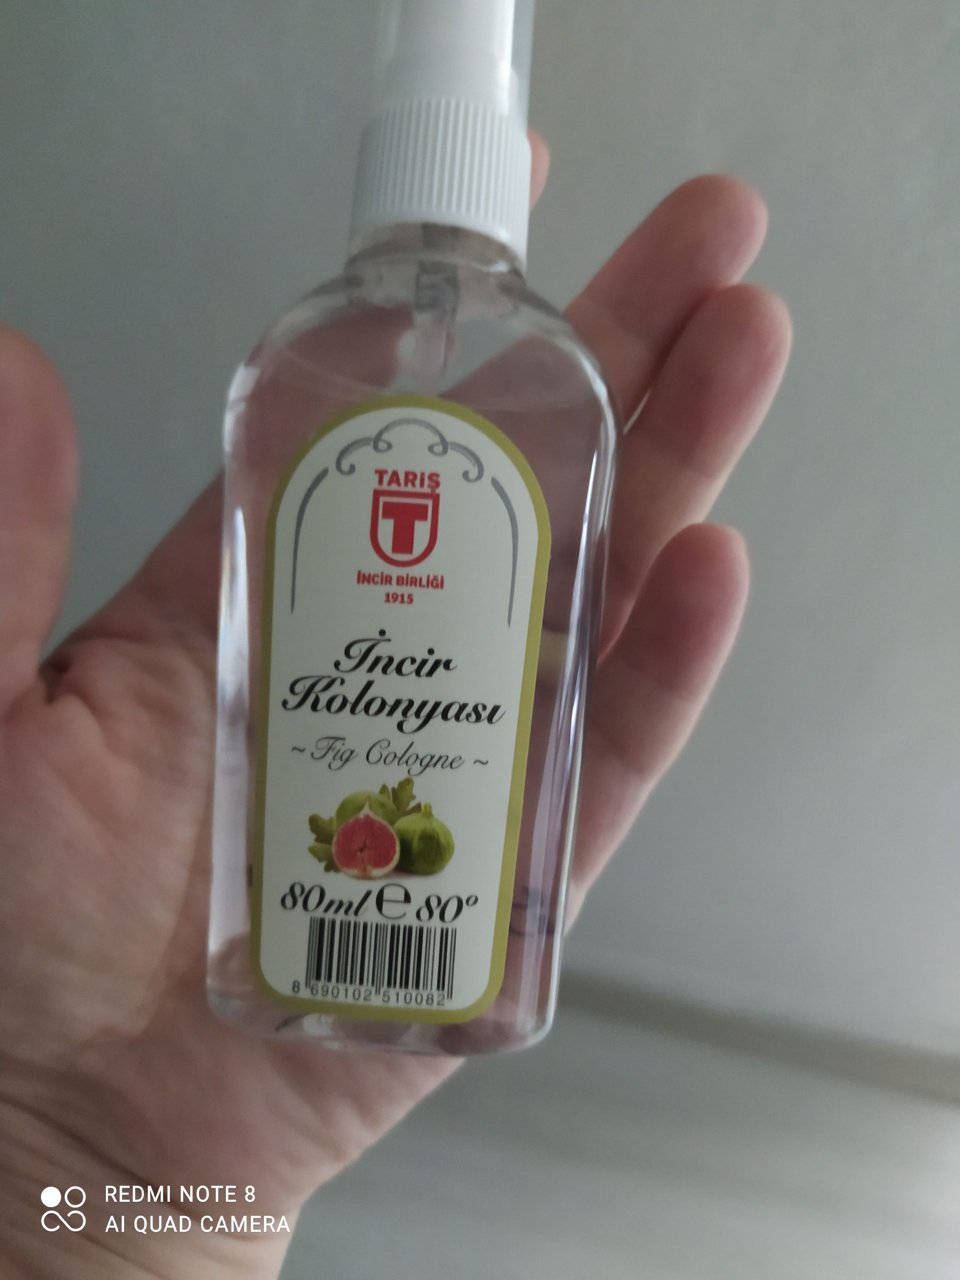 TARİŞ
T
İNCİR BİRLİĞİ
1915
İncir
Kolonyası
~Fig Cologne~
80ml ℮ 80°
8 690102 510082
REDMI NOTE 8
AI QUAD CAMERA